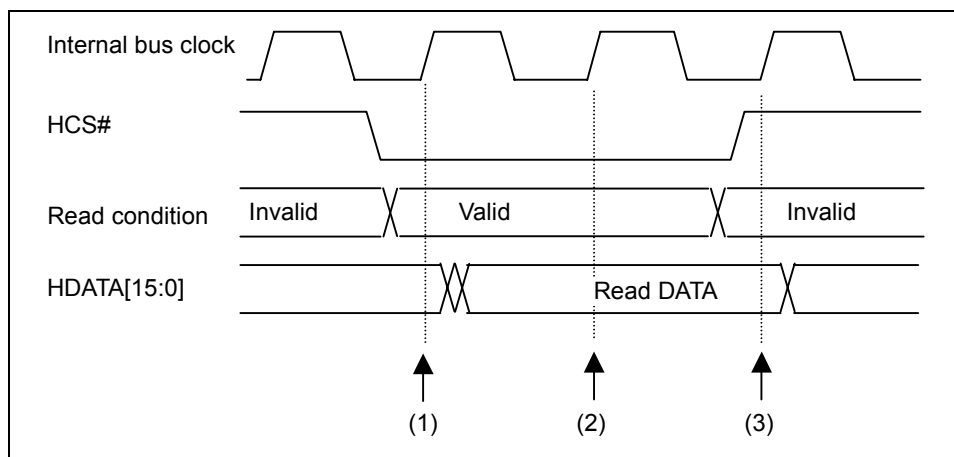 Internal bus clock
HCS#
Read condition
Invalid
Valid
Invalid
HDATA[15:0]
Read DATA
(1)
(2)
(3)